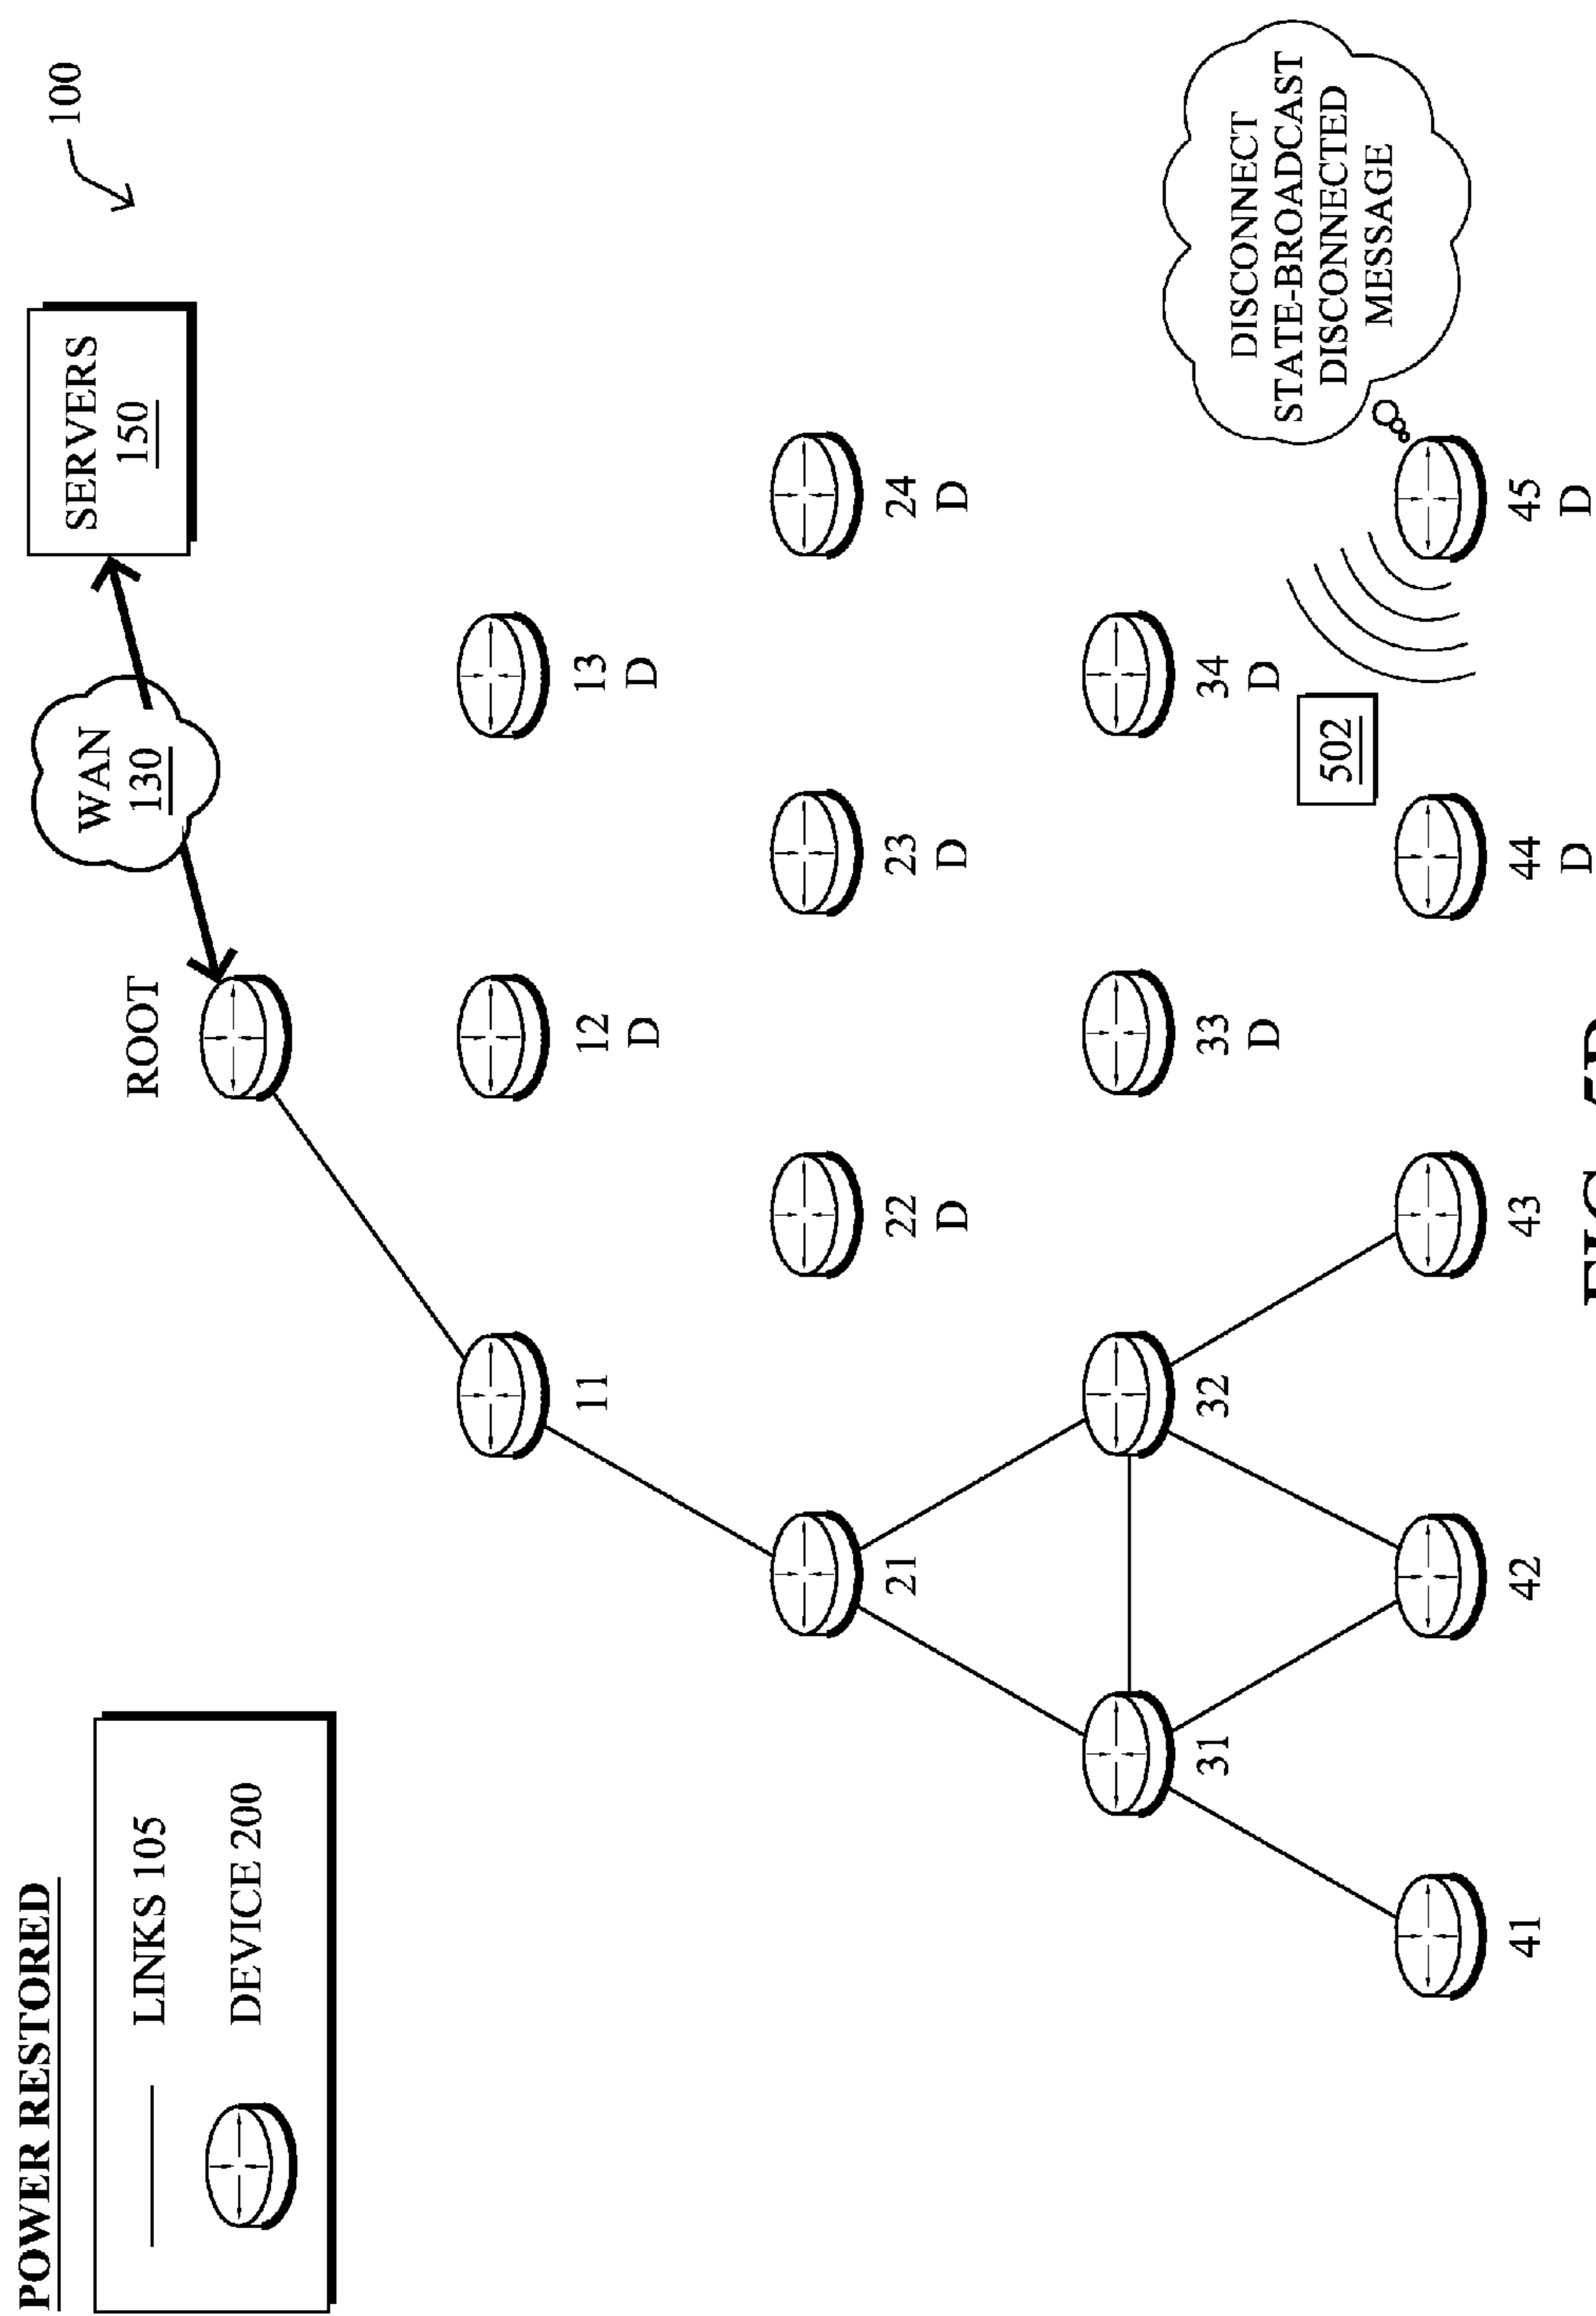 POWER RESTORED
LINKS 105
DEVICE 200
100
SERVERS
150
WAN
130
ROOT
11
12
D
13
D
21
22
D
23
D
24
D
31
32
33
D
34
D
502
DISCONNECT
STATE-BROADCAST
DISCONNECTED
MESSAGE
41
42
43
44
D
45
D